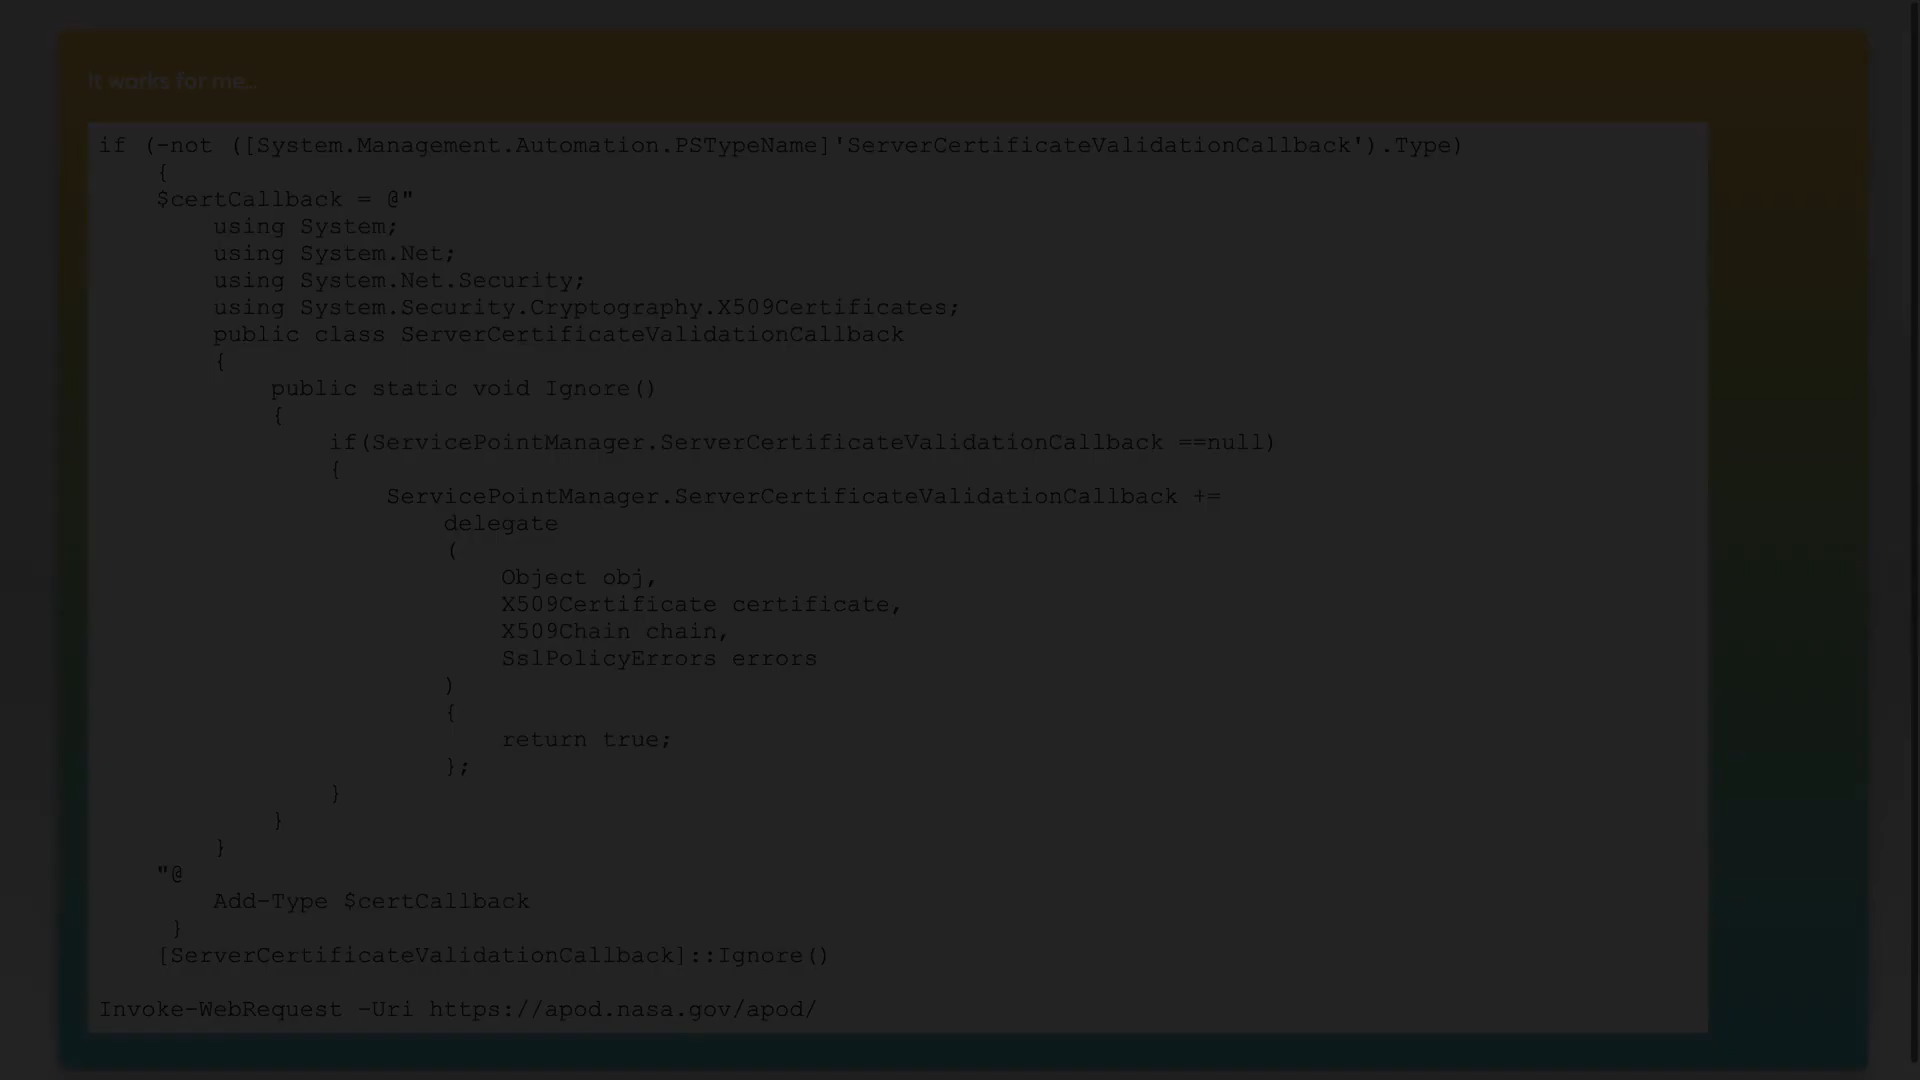 It works for me...
if (-not ([System.Management.Automation.PSTypeName]'ServerCertificateValidationCallback').Type)
{
$certCallback = @"
using System;
using System.Net;
using System.Net.Security;
using System.Security.Cryptography.X509Certificates;
public class ServerCertificateValidationCallback
{
public static void Ignore()
{
if(ServicePointManager.ServerCertificateValidationCallback ==null)
{
ServicePointManager.ServerCertificateValidationCallback +=
delegate
(
Object obj,
X509Certificate certificate,
X509Chain chain,
SslPolicyErrors errors
)
{
return true;
};
}
}
}
"@
Add-Type $certCallback
}
[ServerCertificateValidationCallback]::Ignore()
Invoke-WebRequest -Uri https://apod.nasa.gov/apod/